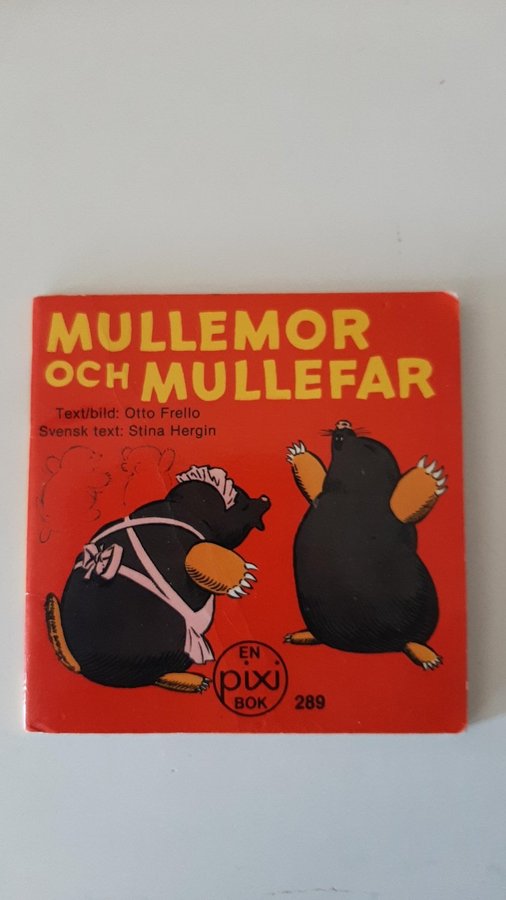 MULLEMOR
OCH MULLEFAR
Text/bild: Otto Frello
Svensk text: Stina Hergin
EN
pixi
BOK
289